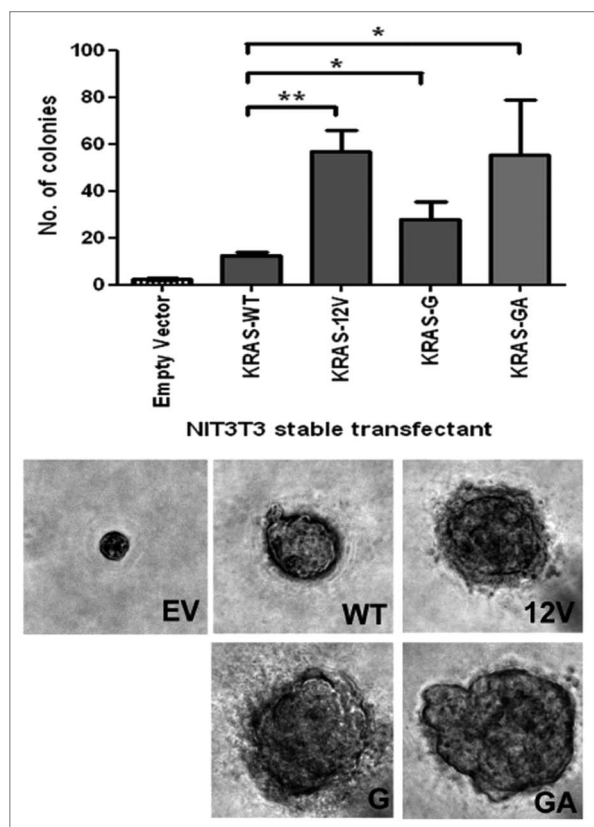 No. of colonies
100
80
60
40
20
0
*
*
**
Empty Vector
KRAS-WT
KRAS-12V
KRAS-G
KRAS-GA
NIT3T3 stable transfectant
EV
WT
12V
G
GA